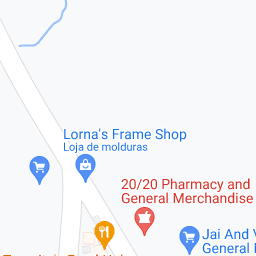 Lorna's Frame Shop
Loja de molduras
20/20 Pharmacy and
General Merchandise
Jai And
General